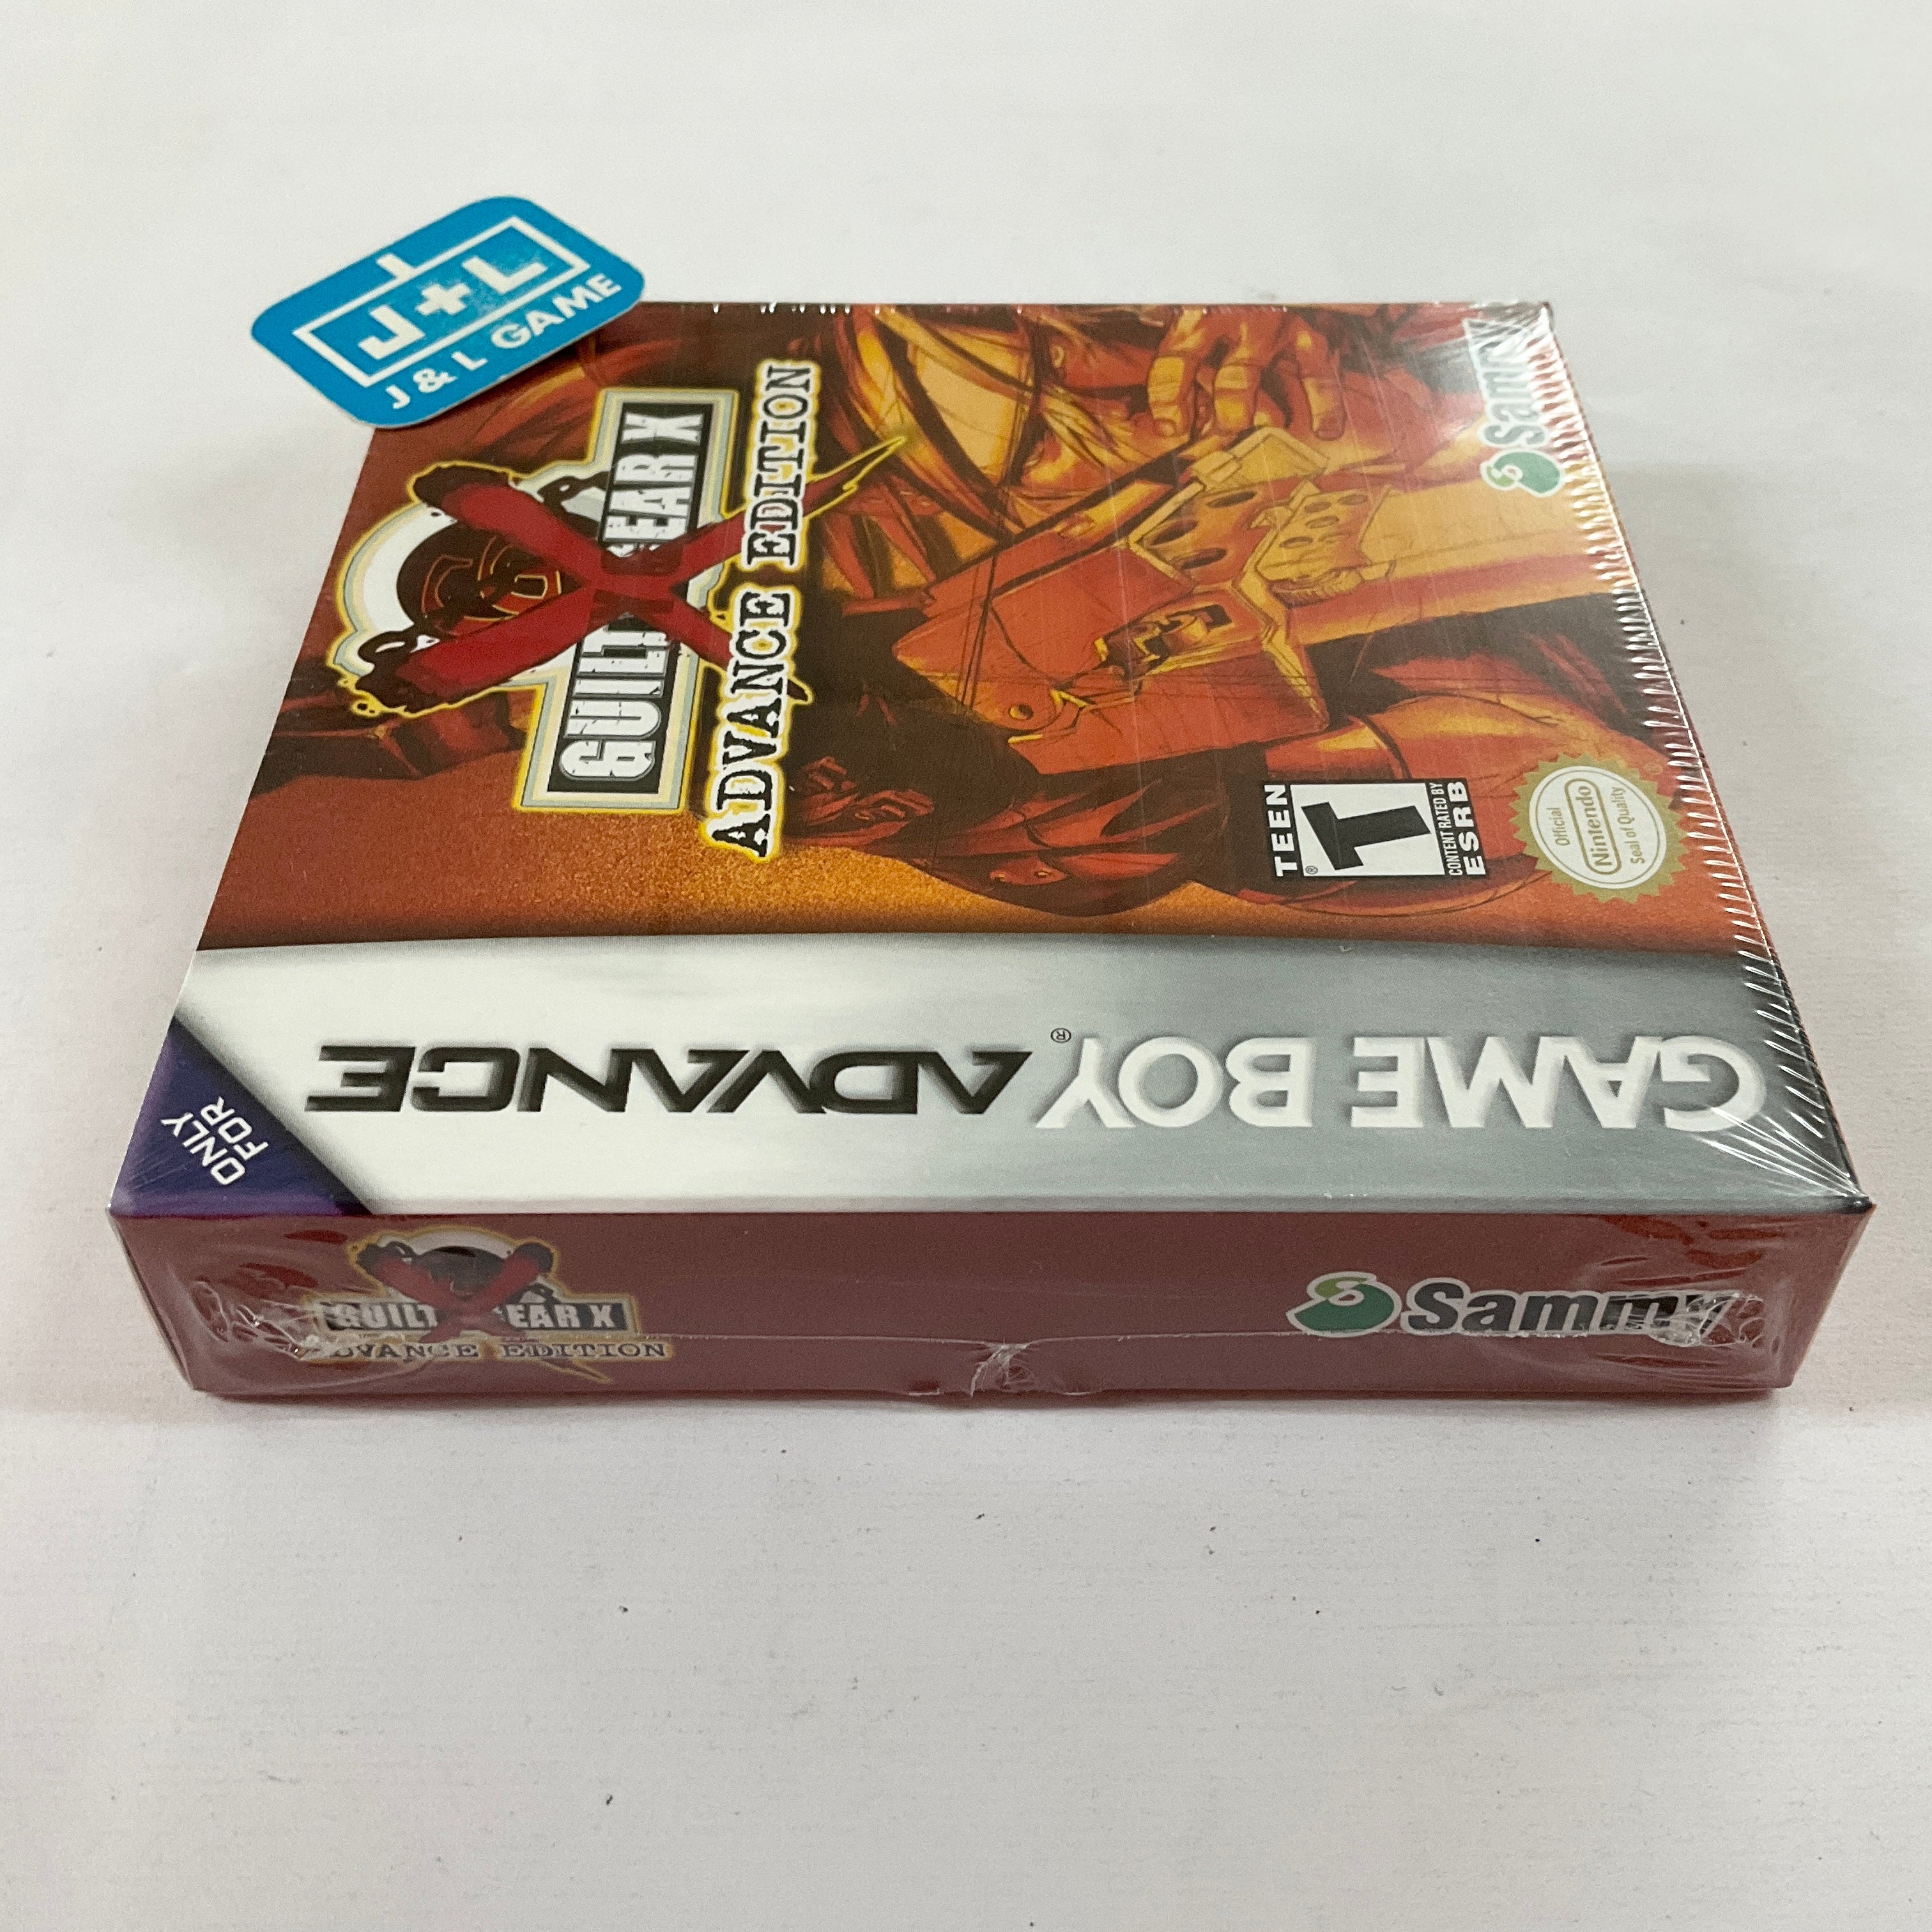 J+L
J & L GAME
GUILTY GEAR X
ADVANCE EDITION
Sammy
TEEN
T
®
CONTENT RATED BY
ESRB
Official
Nintendo
Seal of Quality
®
ONLY
FOR
GAME BOY® ADVANCE
GUILTY GEAR X
ADVANCE EDITION
Sammy